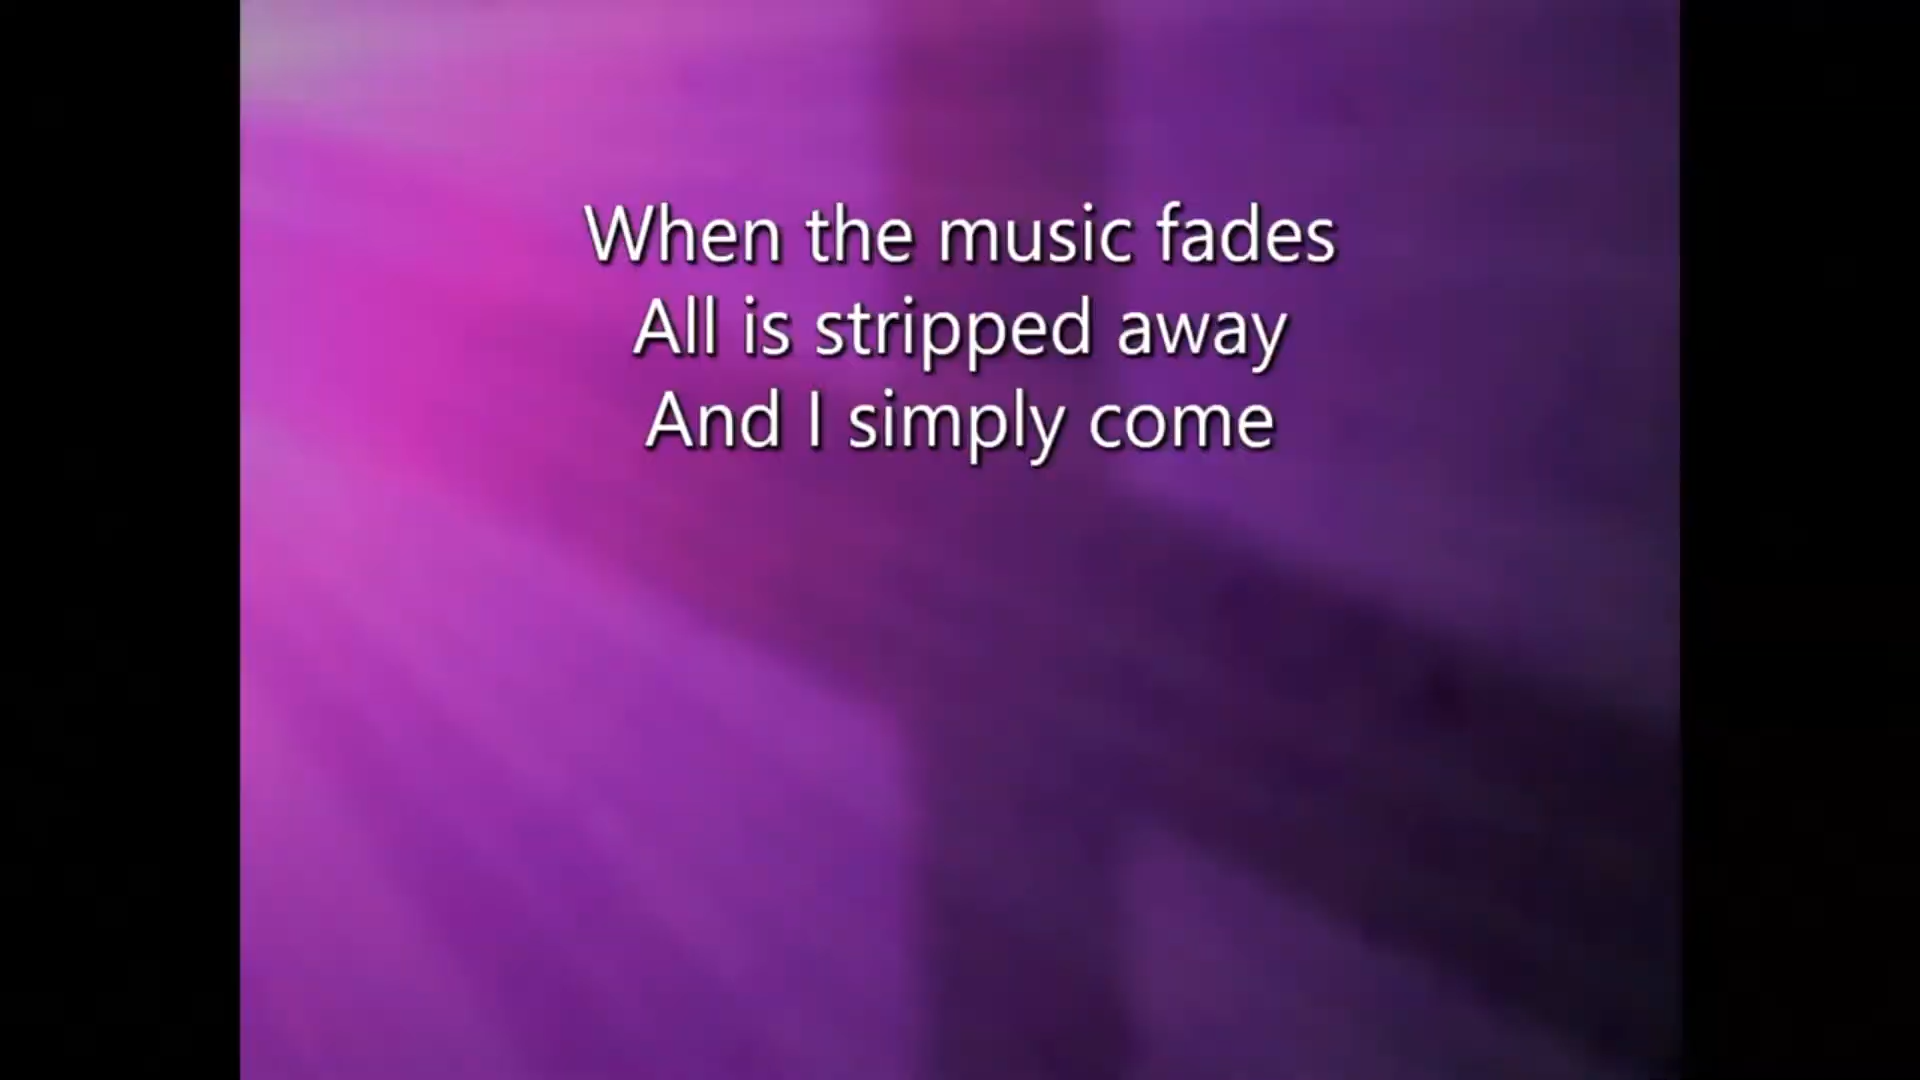 When the music fades
All is stripped away
And I simply come